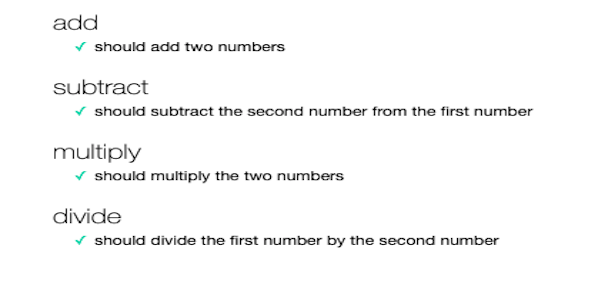 add
✓ should add two numbers
subtract
✓ should subtract the second number from the first number
multiply
✓ should multiply the two numbers
divide
✓ should divide the first number by the second number